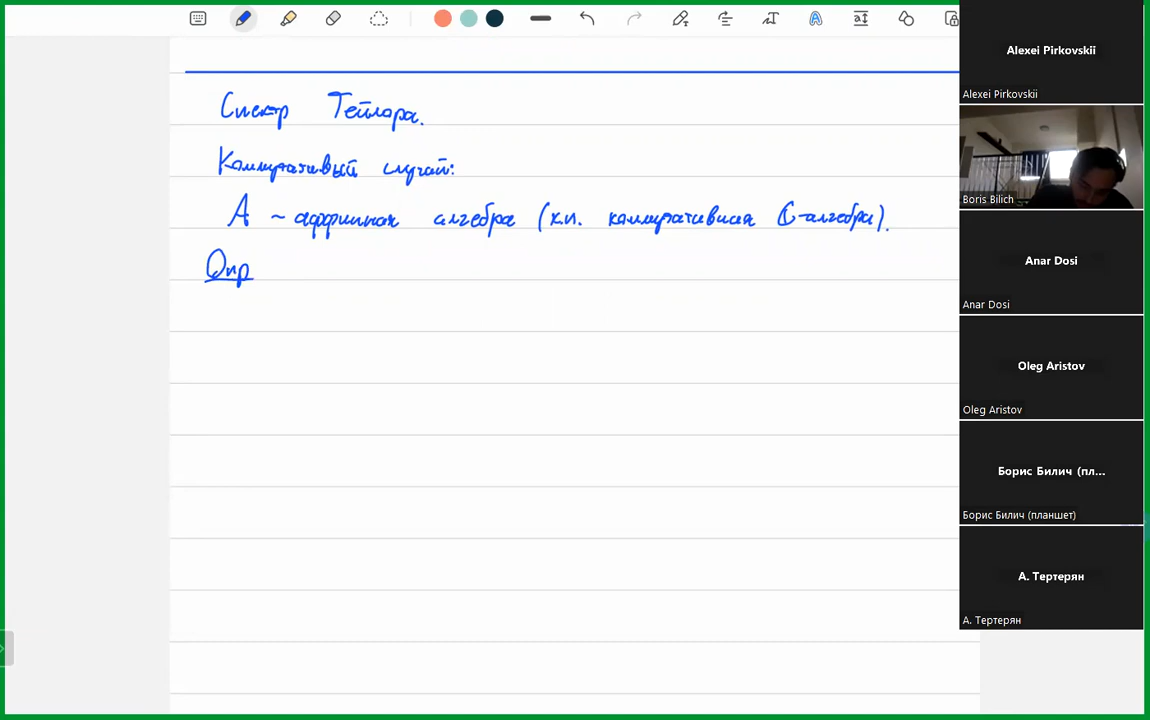 Спектр Тейлора.
Коммутативый случай:
A ~ аффинная алгебра (к.п. коммутативная ℂ-алгебра).
Опр
Alexei Pirkovskii
Alexei Pirkovskii
Boris Bilich
Anar Dosi
Anar Dosi
Oleg Aristov
Oleg Aristov
Борис Билич (пл...
Борис Билич (планшет)
А. Тертерян
А. Тертерян